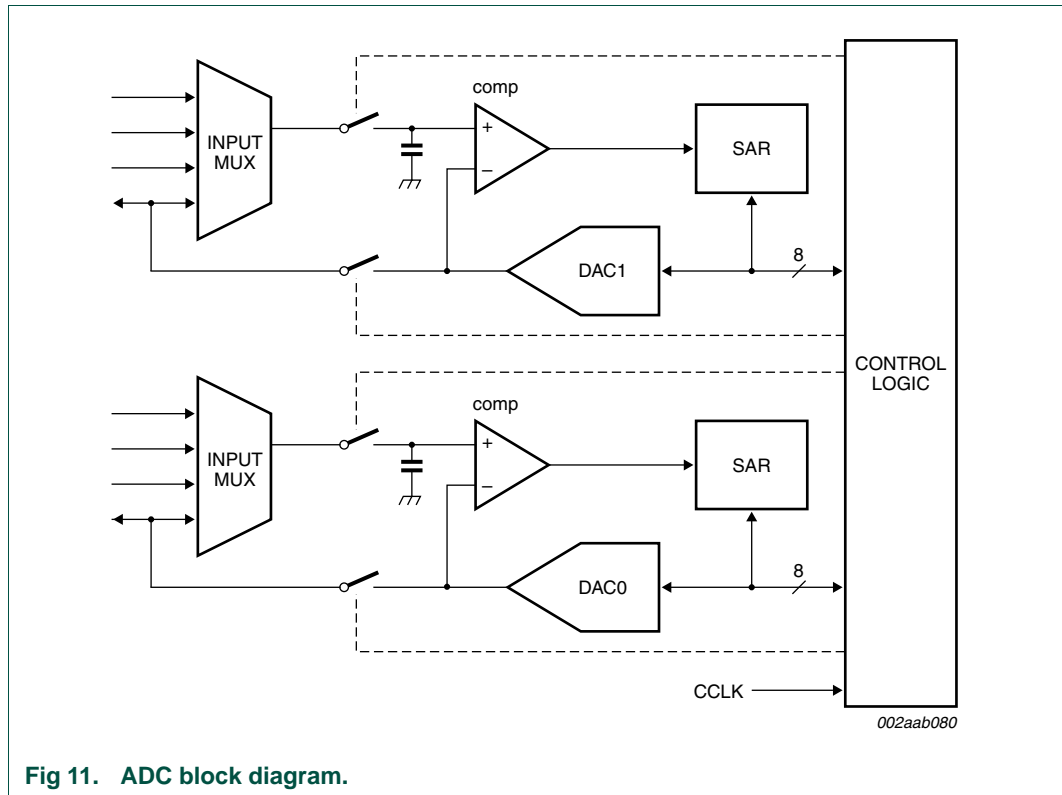 comp
INPUT
MUX
+
–
SAR
DAC1
8
CONTROL
LOGIC
comp
INPUT
MUX
+
–
SAR
DAC0
8
CCLK
002aab080
Fig 11. ADC block diagram.